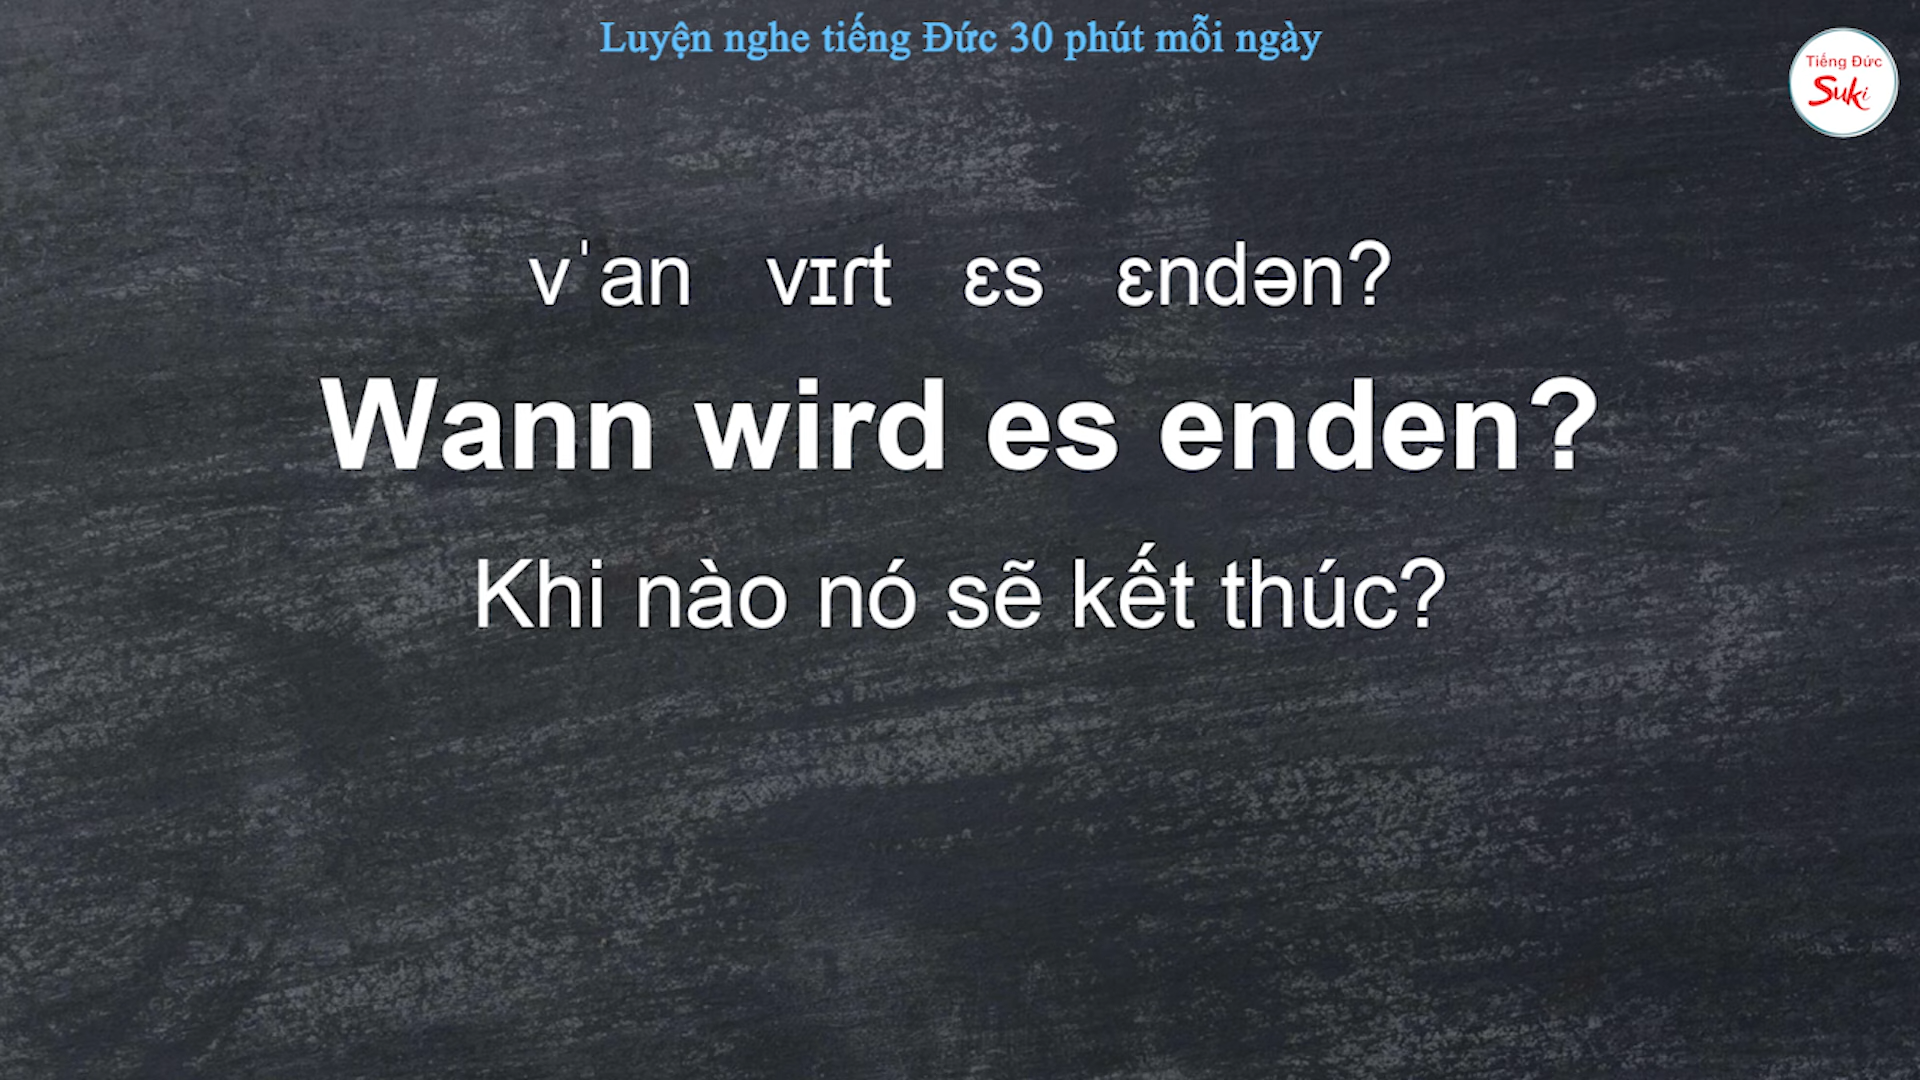 Luyện nghe tiếng Đức 30 phút mỗi ngày
Tiếng Đức
Suki
vˈan vɪɾt ɛs ɛndən?
Wann wird es enden?
Khi nào nó sẽ kết thúc?